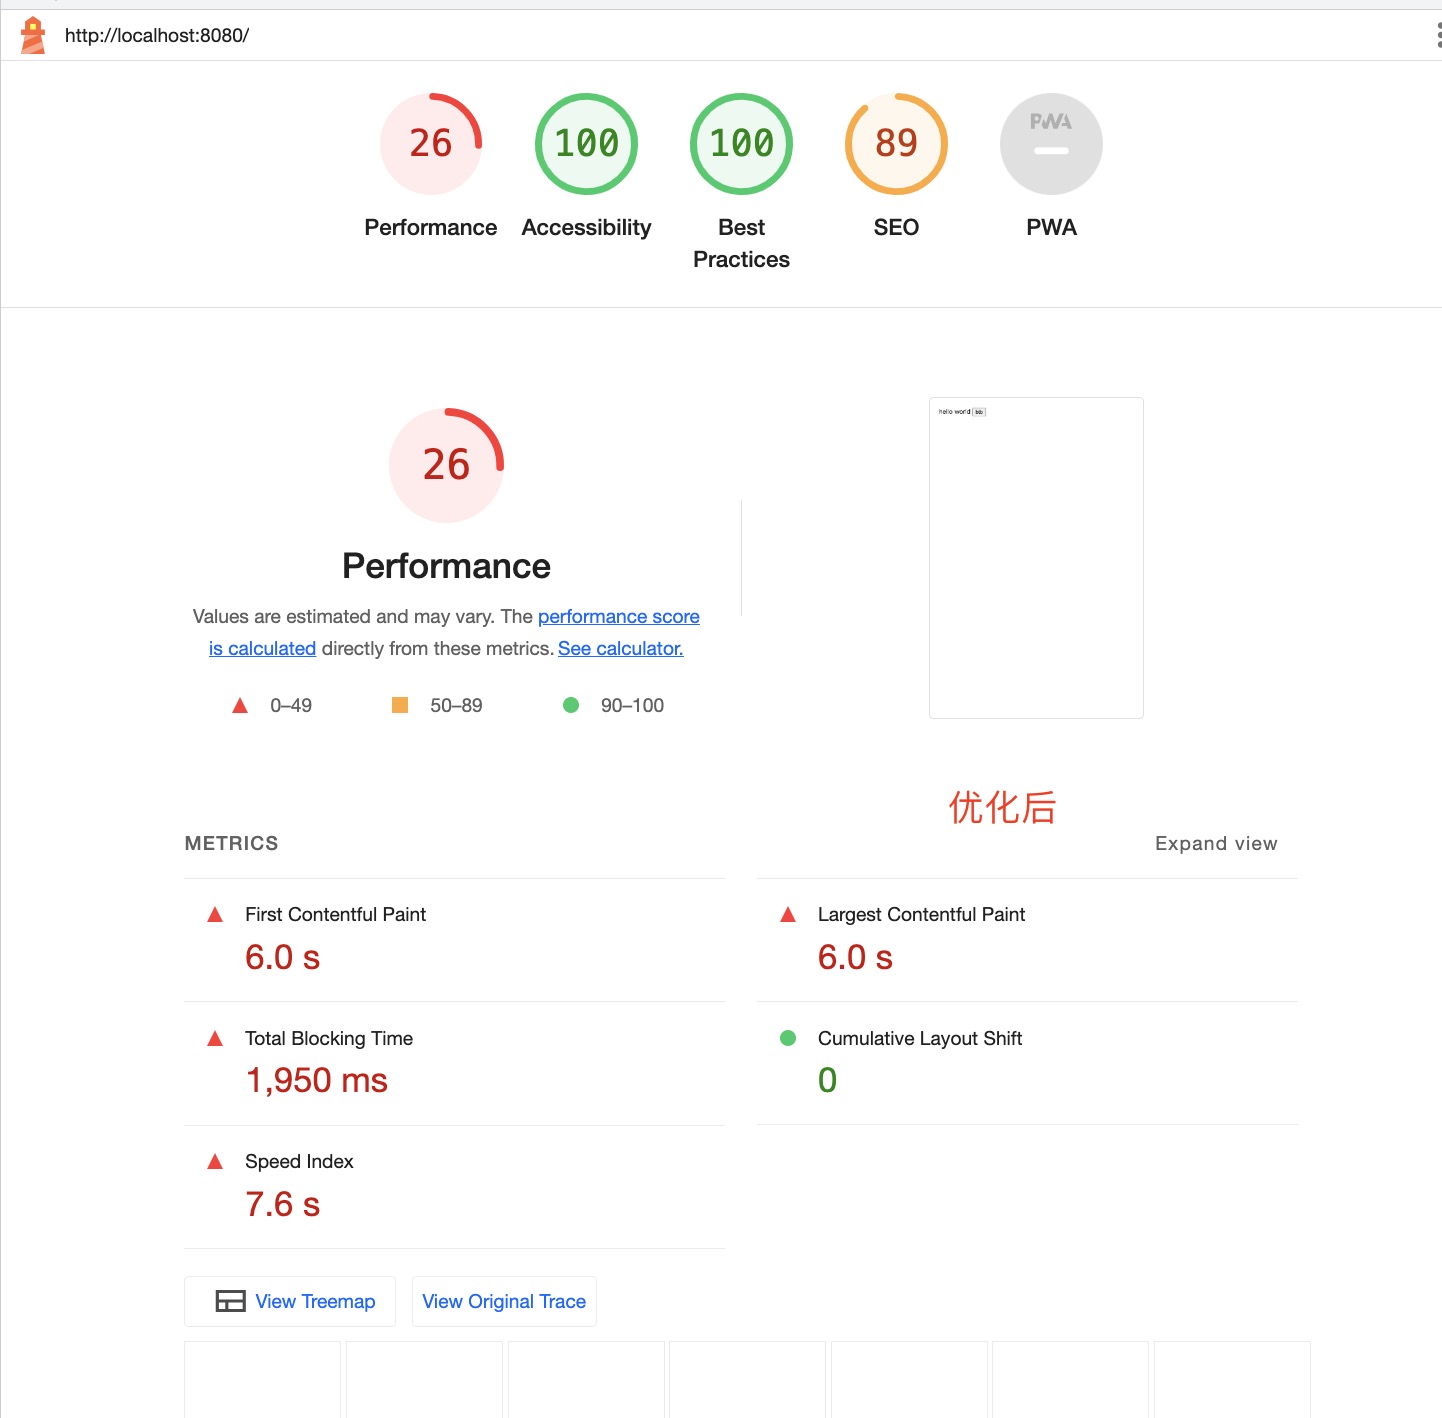 http://localhost:8080/
26
100
100
89
PWA
Performance
Accessibility
Best
Practices
SEO
PWA
26
Performance
Values are estimated and may vary. The performance score
is calculated directly from these metrics. See calculator.
0–49
50–89
90–100
hello world
优化后
METRICS
Expand view
First Contentful Paint
6.0 s
Largest Contentful Paint
6.0 s
Total Blocking Time
1,950 ms
Cumulative Layout Shift
0
Speed Index
7.6 s
View Treemap
View Original Trace